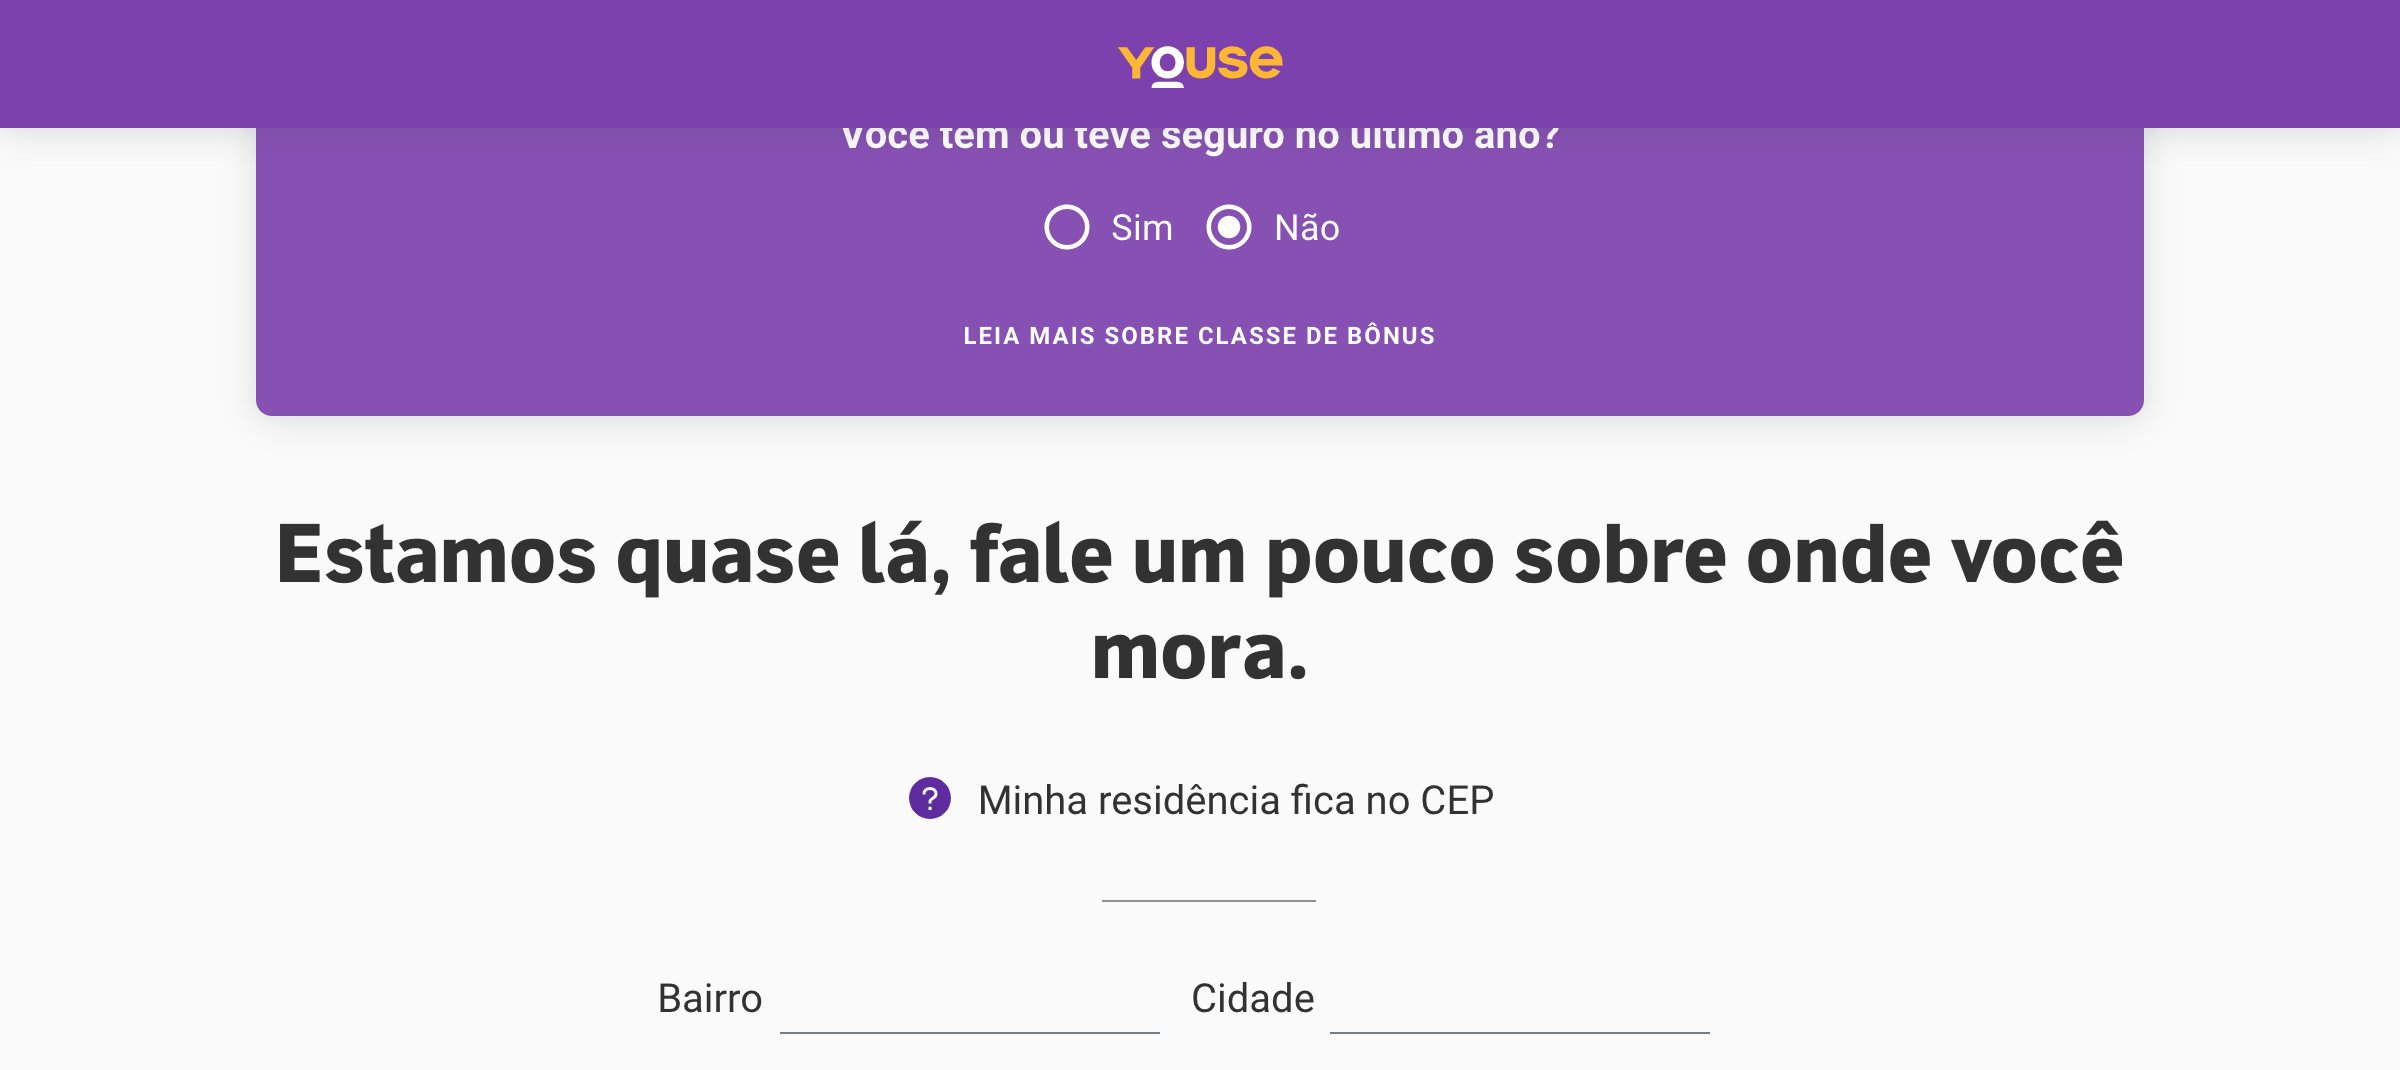 YOUSE
Você tem ou teve seguro no último ano?
Sim Não
LEIA MAIS SOBRE CLASSE DE BÔNUS
Estamos quase lá, fale um pouco sobre onde você
mora.
? Minha residência fica no CEP
Bairro Cidade